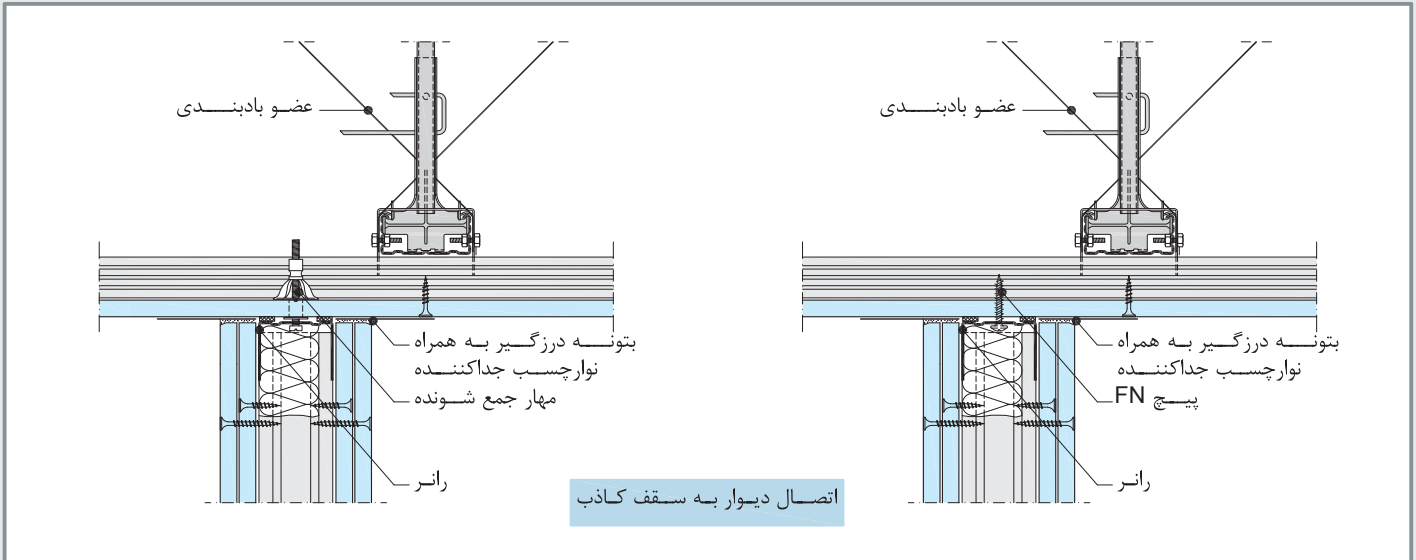 عضو بادبندی
عضو بادبندی
بتونه درزگیر به همراه
نوارچسب جداکننده
مهار جمع شونده
رانر
بتونه درزگیر به همراه
نوارچسب جداکننده
پیچ FN
رانر
اتصال دیوار به سقف کاذب